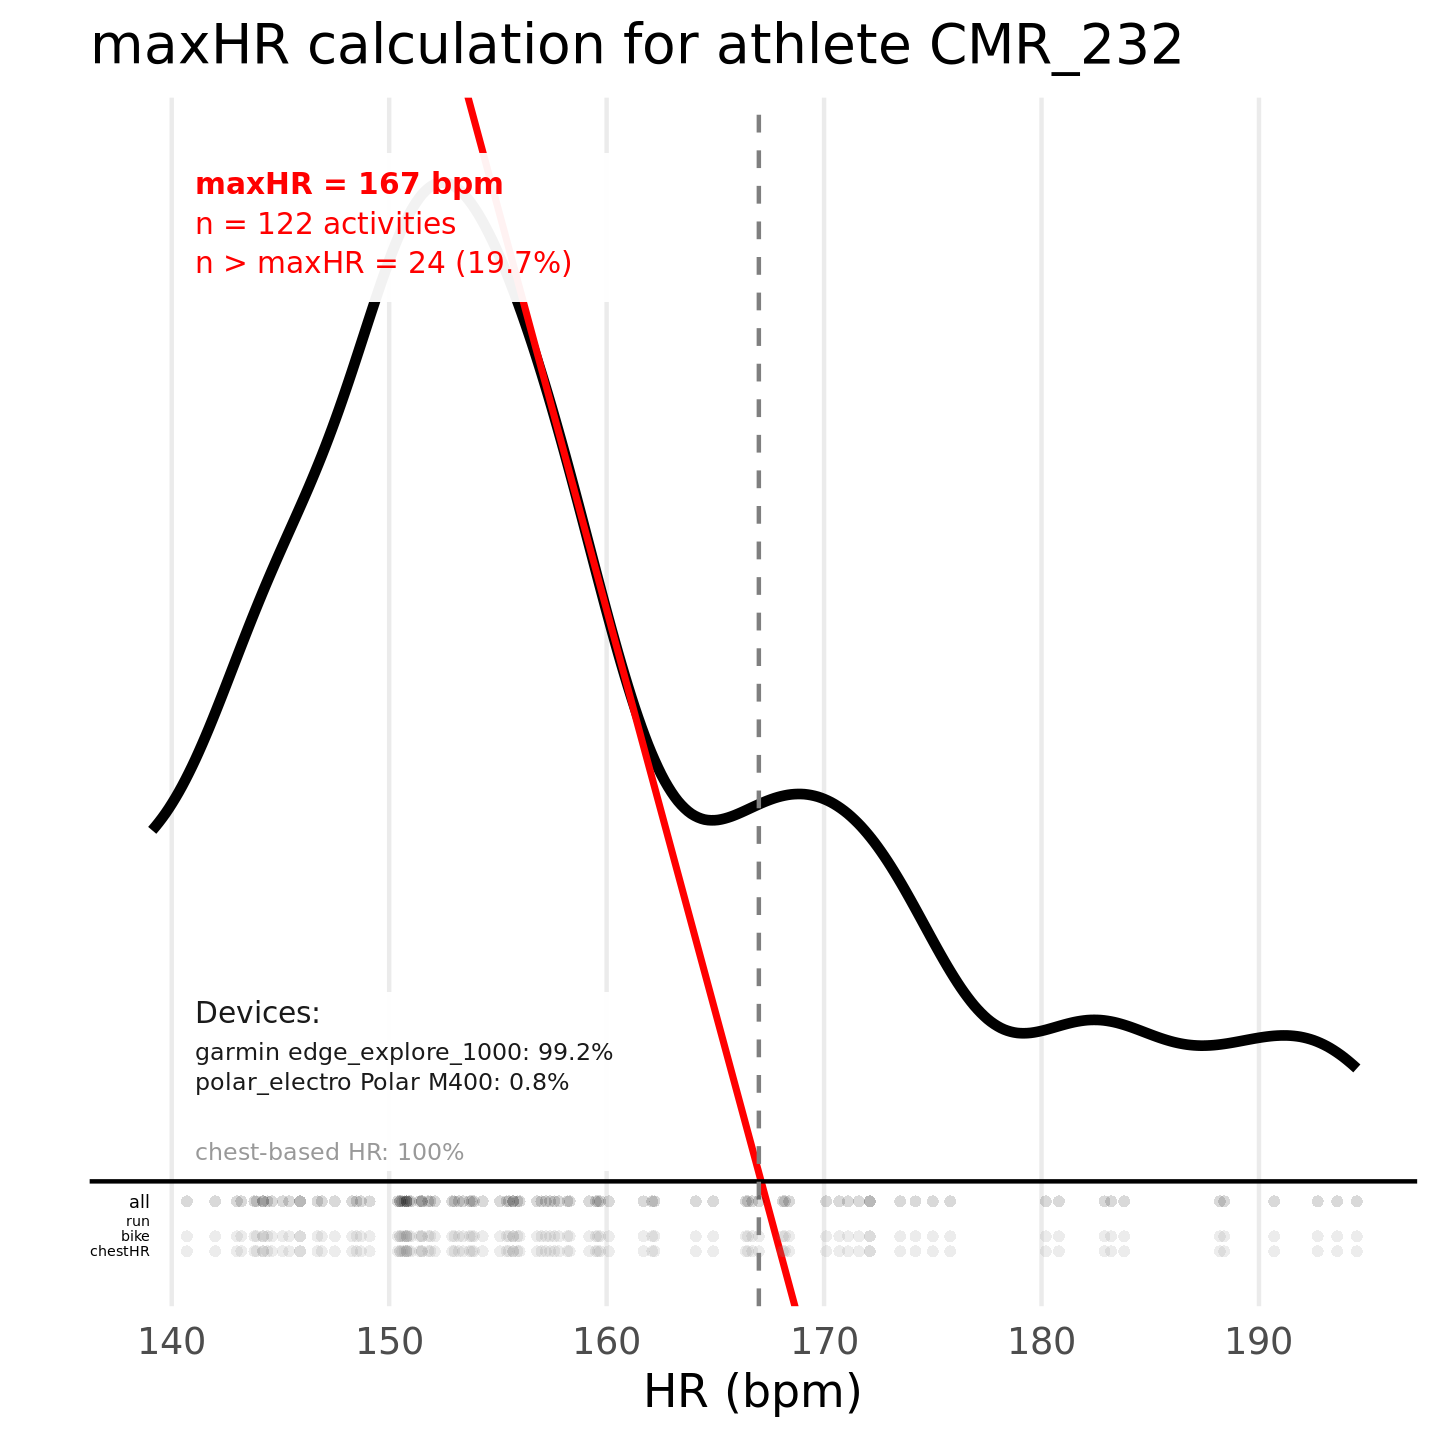 maxHR calculation for athlete CMR_232
maxHR = 167 bpm
n = 122 activities
n > maxHR = 24 (19.7%)
Devices:
garmin edge_explore_1000: 99.2%
polar_electro Polar M400: 0.8%
chest-based HR: 100%
all
run
bike
chestHR
140 150 160 170 180 190
HR (bpm)